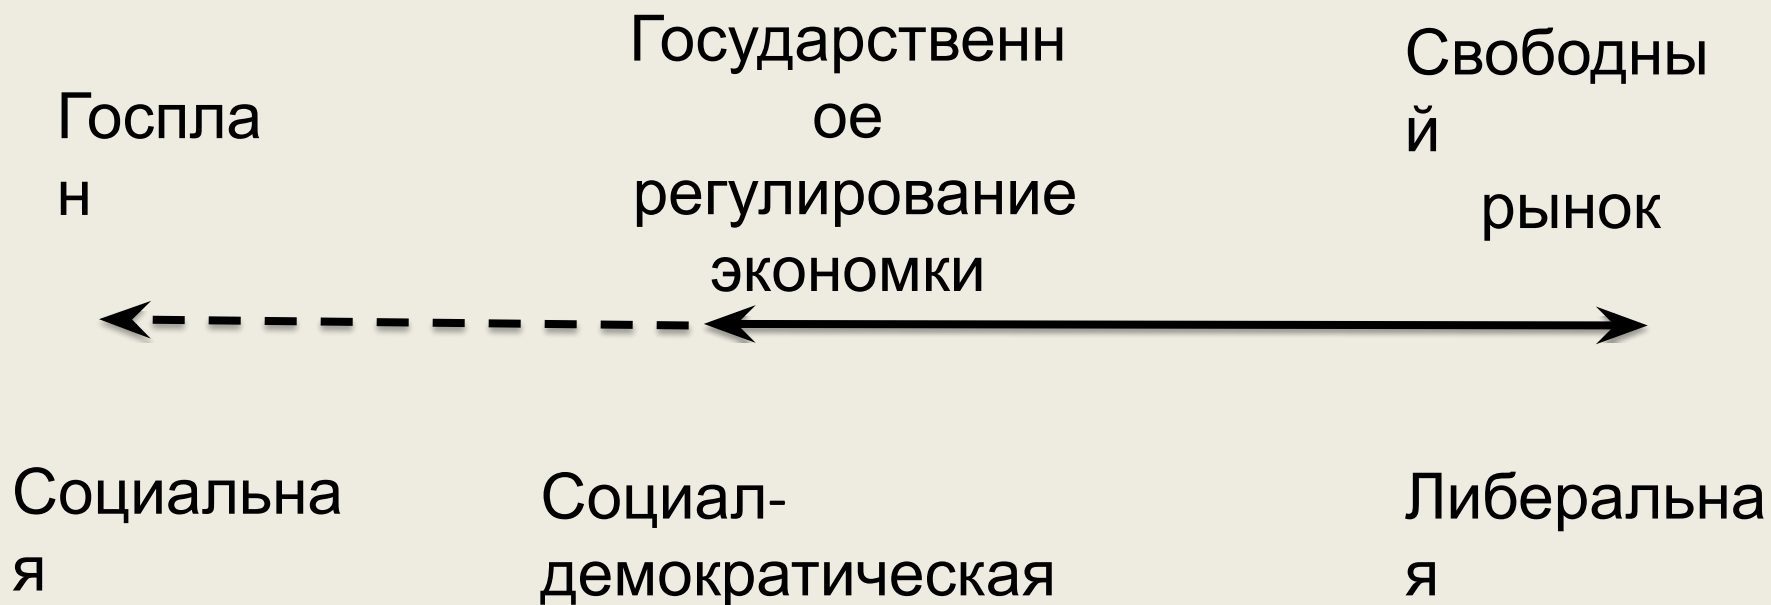 Госпла
н
Государственн
ое
регулирование
экономки
Свободны
й
рынок
Социальна
я
Социал-
демократическая
Либеральна
я